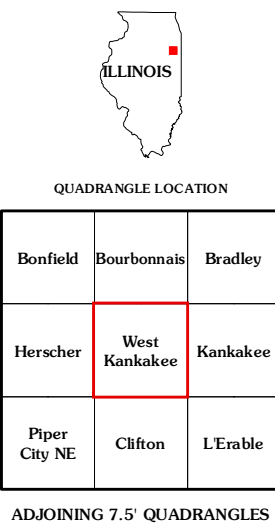 ILLINOIS
QUADRANGLE LOCATION
Bonfield Bourbonnais Bradley
Herscher West Kankakee Kankakee
Piper City NE Clifton L'Erable
ADJOINING 7.5' QUADRANGLES